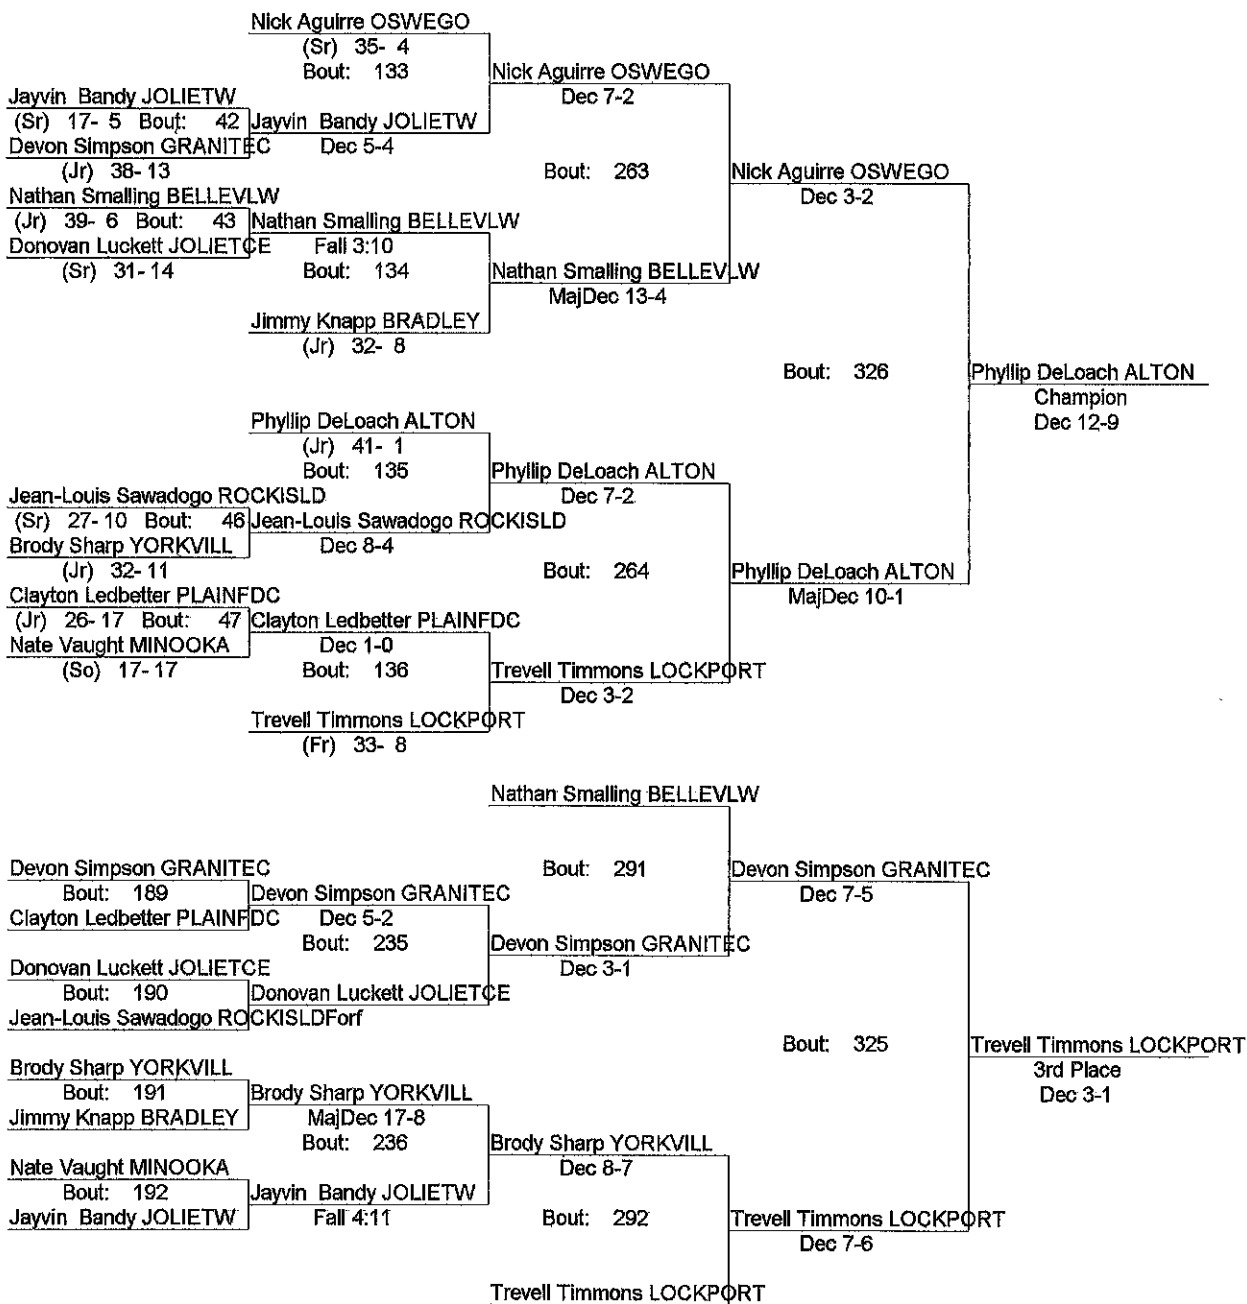 Nick Aguirre OSWEGO
(Sr) 35- 4
Bout: 133
Nick Aguirre OSWEGO
Dec 7-2
Jayvin Bandy JOLIETW
(Sr) 17- 5 Bout: 42
Jayvin Bandy JOLIETW
Devon Simpson GRANITEC
Dec 5-4
(Jr) 38- 13
Bout: 263
Nick Aguirre OSWEGO
Dec 3-2
Nathan Smalling BELLEVLW
(Jr) 39- 6 Bout: 43
Nathan Smalling BELLEVLW
Donovan Luckett JOLIETCE
Fall 3:10
(Sr) 31- 14
Bout: 134
Nathan Smalling BELLEVLW
MajDec 13-4
Jimmy Knapp BRADLEY
(Jr) 32- 8
Bout: 326
Phyllip DeLoach ALTON
Champion
Dec 12-9
Phyllip DeLoach ALTON
(Jr) 41- 1
Bout: 135
Phyllip DeLoach ALTON
Dec 7-2
Jean-Louis Sawadogo ROCKISLD
(Sr) 27- 10 Bout: 46
Jean-Louis Sawadogo ROCKISLD
Brody Sharp YORKVILL
Dec 8-4
(Jr) 32- 11
Bout: 264
Phyllip DeLoach ALTON
MajDec 10-1
Clayton Ledbetter PLAINFDC
(Jr) 26- 17 Bout: 47
Clayton Ledbetter PLAINFDC
Nate Vaught MINOOKA
Dec 1-0
(So) 17- 17
Bout: 136
Trevell Timmons LOCKPORT
Dec 3-2
Trevell Timmons LOCKPORT
(Fr) 33- 8
Nathan Smalling BELLEVLW
Devon Simpson GRANITEC
Bout: 291
Devon Simpson GRANITEC
Dec 7-5
Bout: 189
Devon Simpson GRANITEC
Clayton Ledbetter PLAINFDC
Dec 5-2
Bout: 235
Devon Simpson GRANITEC
Dec 3-1
Donovan Luckett JOLIETCE
Bout: 190
Donovan Luckett JOLIETCE
Jean-Louis Sawadogo ROCKISLD
Forf
Bout: 325
Trevell Timmons LOCKPORT
3rd Place
Dec 3-1
Brody Sharp YORKVILL
Bout: 191
Brody Sharp YORKVILL
Jimmy Knapp BRADLEY
MajDec 17-8
Bout: 236
Brody Sharp YORKVILL
Dec 8-7
Nate Vaught MINOOKA
Bout: 192
Jayvin Bandy JOLIETW
Jayvin Bandy JOLIETW
Fall 4:11
Bout: 292
Trevell Timmons LOCKPORT
Dec 7-6
Trevell Timmons LOCKPORT